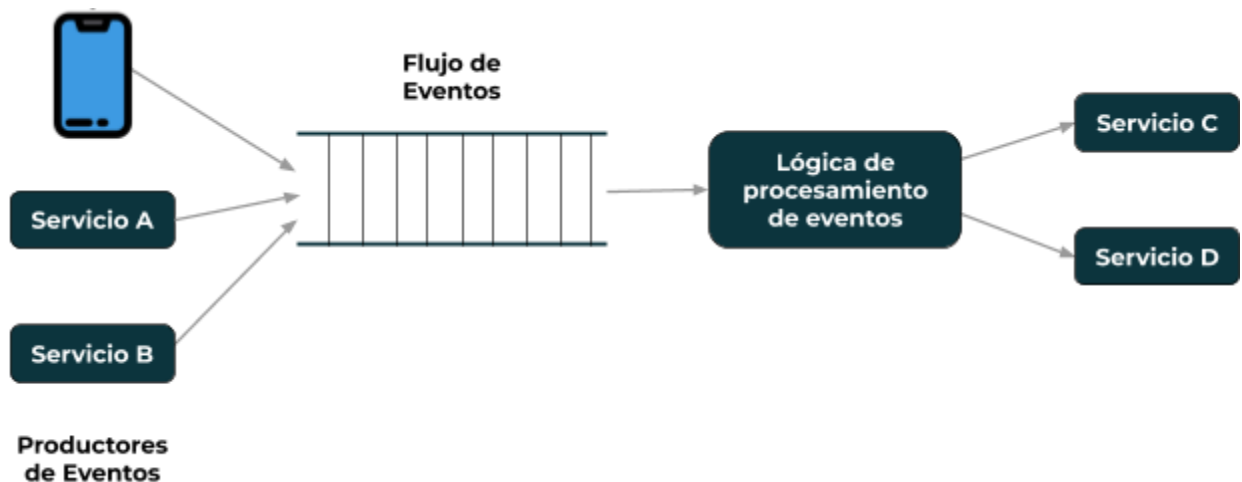 Flujo de
Eventos
Servicio A
Servicio B
Productores
de Eventos
Lógica de
procesamiento
de eventos
Servicio C
Servicio D